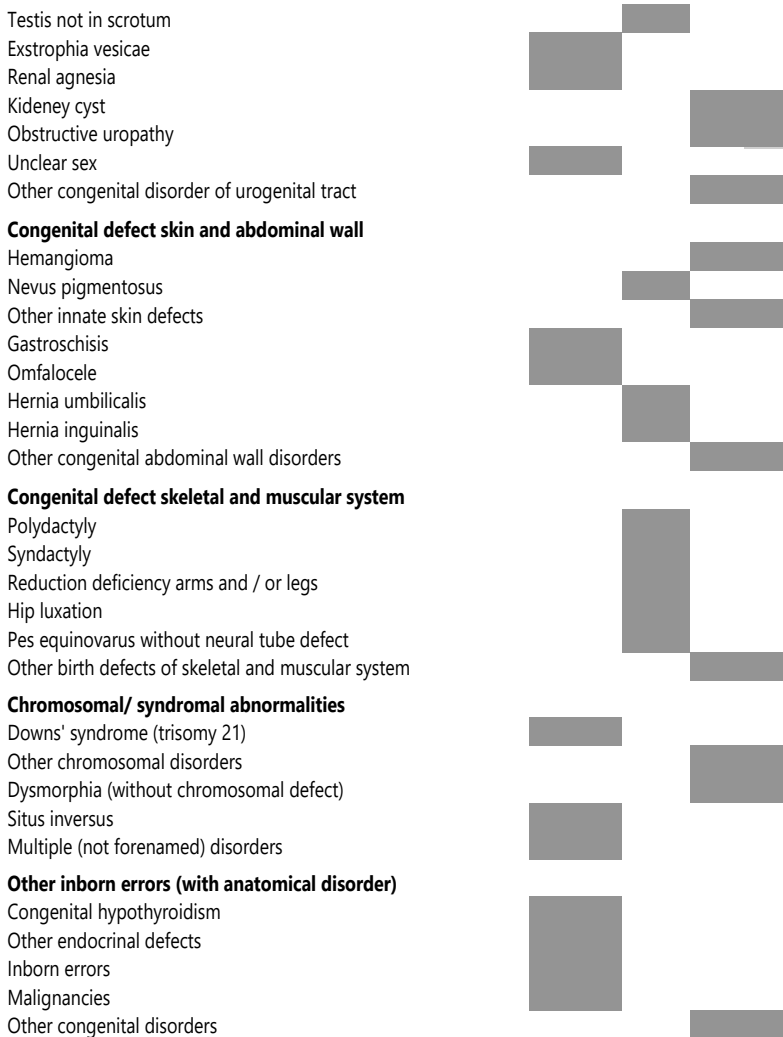 Testis not in scrotum
Exstrophia vesicae
Renal agnesia
Kideney cyst
Obstructive uropathy
Unclear sex
Other congenital disorder of urogenital tract
Congenital defect skin and abdominal wall
Hemangioma
Nevus pigmentosus
Other innate skin defects
Gastroschisis
Omfalocele
Hernia umbilicalis
Hernia inguinalis
Other congenital abdominal wall disorders
Congenital defect skeletal and muscular system
Polydactyly
Syndactyly
Reduction deficiency arms and / or legs
Hip luxation
Pes equinovarus without neural tube defect
Other birth defects of skeletal and muscular system
Chromosomal/ syndromal abnormalities
Downs' syndrome (trisomy 21)
Other chromosomal disorders
Dysmorphia (without chromosomal defect)
Situs inversus
Multiple (not forenamed) disorders
Other inborn errors (with anatomical disorder)
Congenital hypothyroidism
Other endocrinal defects
Inborn errors
Malignancies
Other congenital disorders